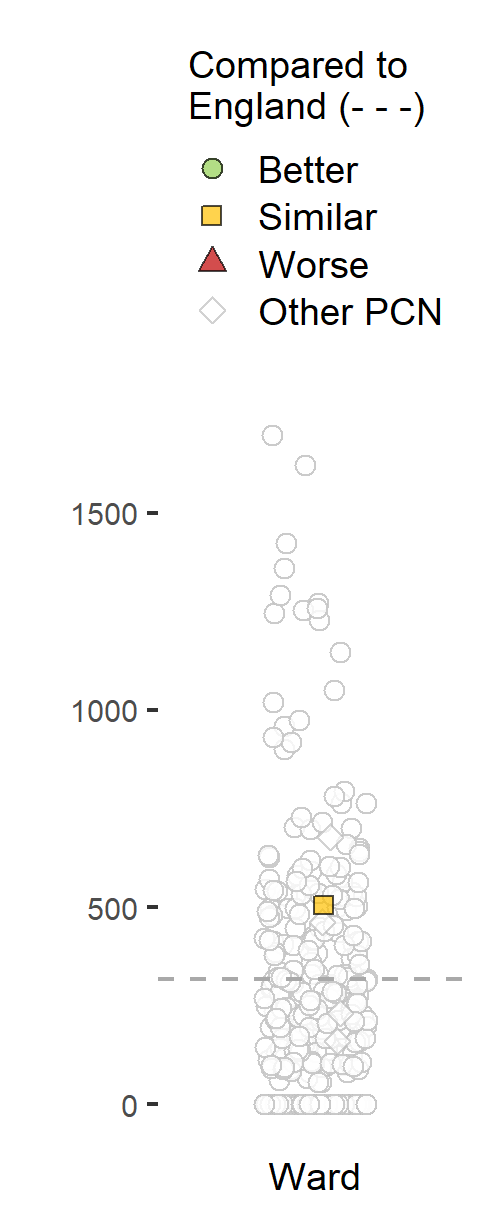 Compared to
England (- - -)
Better
Similar
Worse
Other PCN
1500
1000
500
0
Ward